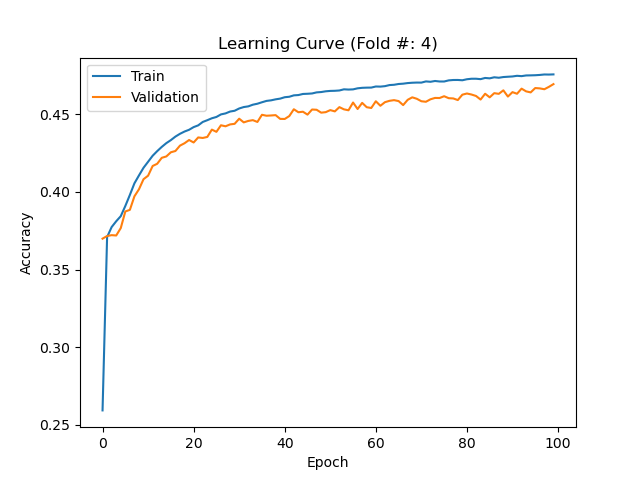 Learning Curve (Fold #: 4)
Train
Validation
0.45
0.40
0.35
0.30
0.25
Accuracy
0 20 40 60 80 100
Epoch